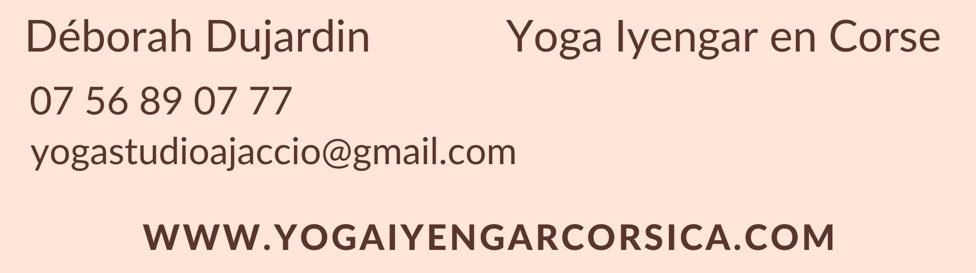 Déborah Dujardin Yoga Iyengar en Corse
07 56 89 07 77
yogastudioajaccio@gmail.com
WWW.YOGAIYENGARCORSICA.COM